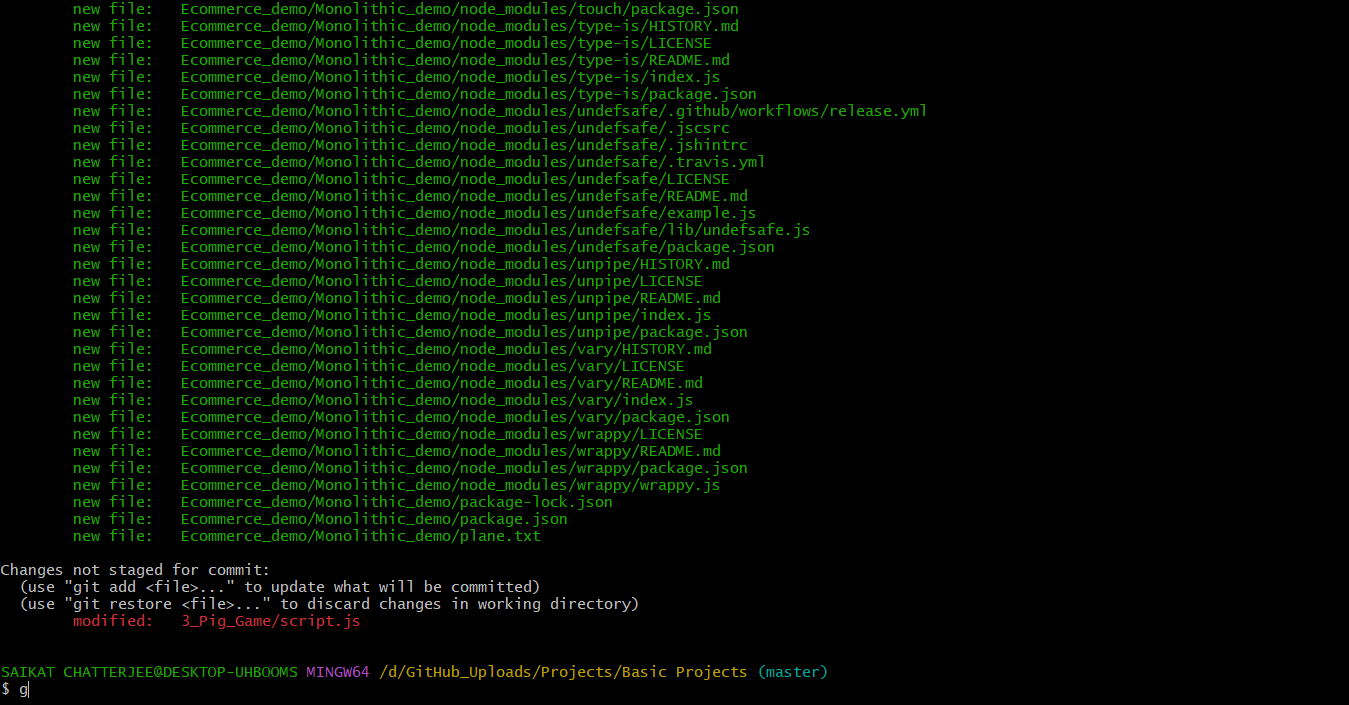 new file:   Ecommerce_demo/Monolithic_demo/node_modules/touch/package.json
new file:   Ecommerce_demo/Monolithic_demo/node_modules/type-is/HISTORY.md
new file:   Ecommerce_demo/Monolithic_demo/node_modules/type-is/LICENSE
new file:   Ecommerce_demo/Monolithic_demo/node_modules/type-is/README.md
new file:   Ecommerce_demo/Monolithic_demo/node_modules/type-is/index.js
new file:   Ecommerce_demo/Monolithic_demo/node_modules/type-is/package.json
new file:   Ecommerce_demo/Monolithic_demo/node_modules/undefsafe/.github/workflows/release.yml
new file:   Ecommerce_demo/Monolithic_demo/node_modules/undefsafe/.jscsrc
new file:   Ecommerce_demo/Monolithic_demo/node_modules/undefsafe/.jshintrc
new file:   Ecommerce_demo/Monolithic_demo/node_modules/undefsafe/.travis.yml
new file:   Ecommerce_demo/Monolithic_demo/node_modules/undefsafe/LICENSE
new file:   Ecommerce_demo/Monolithic_demo/node_modules/undefsafe/README.md
new file:   Ecommerce_demo/Monolithic_demo/node_modules/undefsafe/example.js
new file:   Ecommerce_demo/Monolithic_demo/node_modules/undefsafe/lib/undefsafe.js
new file:   Ecommerce_demo/Monolithic_demo/node_modules/undefsafe/package.json
new file:   Ecommerce_demo/Monolithic_demo/node_modules/unpipe/HISTORY.md
new file:   Ecommerce_demo/Monolithic_demo/node_modules/unpipe/LICENSE
new file:   Ecommerce_demo/Monolithic_demo/node_modules/unpipe/README.md
new file:   Ecommerce_demo/Monolithic_demo/node_modules/unpipe/index.js
new file:   Ecommerce_demo/Monolithic_demo/node_modules/unpipe/package.json
new file:   Ecommerce_demo/Monolithic_demo/node_modules/vary/HISTORY.md
new file:   Ecommerce_demo/Monolithic_demo/node_modules/vary/LICENSE
new file:   Ecommerce_demo/Monolithic_demo/node_modules/vary/README.md
new file:   Ecommerce_demo/Monolithic_demo/node_modules/vary/index.js
new file:   Ecommerce_demo/Monolithic_demo/node_modules/vary/package.json
new file:   Ecommerce_demo/Monolithic_demo/node_modules/wrappy/LICENSE
new file:   Ecommerce_demo/Monolithic_demo/node_modules/wrappy/README.md
new file:   Ecommerce_demo/Monolithic_demo/node_modules/wrappy/package.json
new file:   Ecommerce_demo/Monolithic_demo/node_modules/wrappy/wrappy.js
new file:   Ecommerce_demo/Monolithic_demo/package-lock.json
new file:   Ecommerce_demo/Monolithic_demo/package.json
new file:   Ecommerce_demo/Monolithic_demo/plane.txt
Changes not staged for commit:
(use "git add <file>..." to update what will be committed)
(use "git restore <file>..." to discard changes in working directory)
modified:   3_Pig_Game/script.js
SAIKAT CHATTERJEE@DESKTOP-UHBOOMS MINGW64 /d/GitHub_Uploads/Projects/Basic Projects (master)
$ g